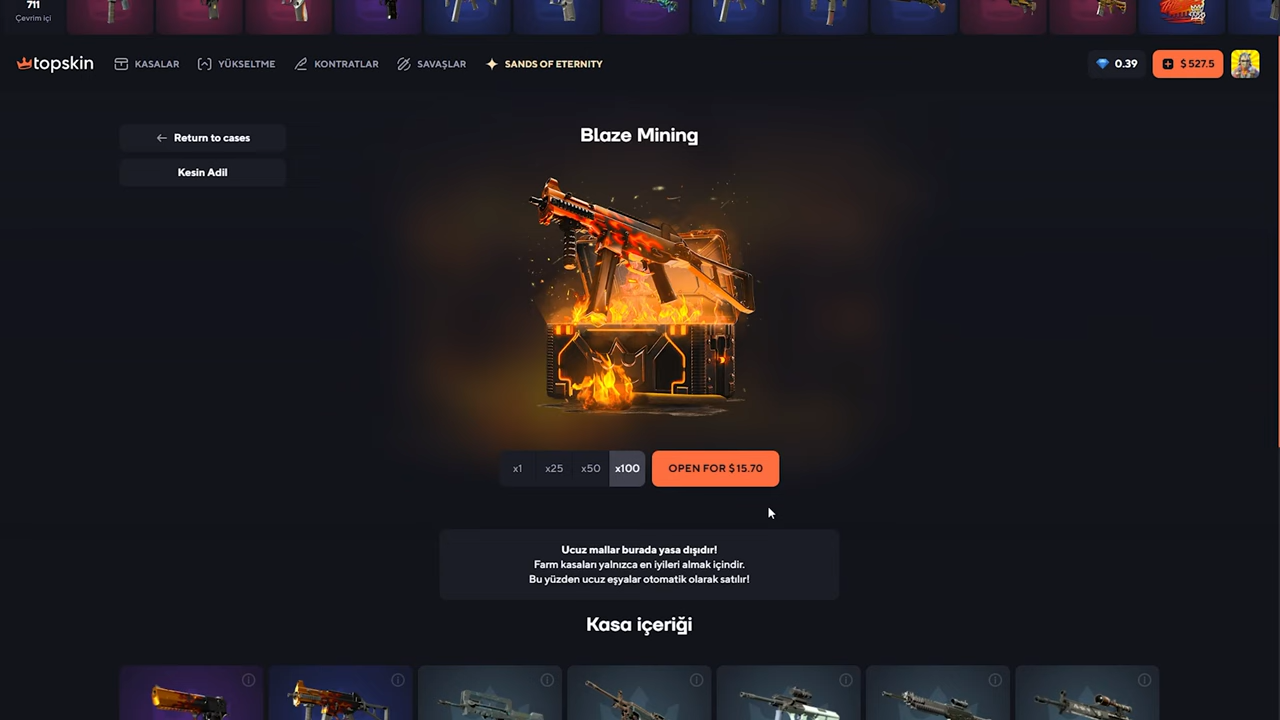 711
Çevrim içi
topskin
KASALAR
YÜKSELTME
KONTRATLAR
SAVAŞLAR
SANDS OF ETERNITY
0.39
$ 527.5
Return to cases
Kesin Adil
Blaze Mining
x1
x25
x50
x100
OPEN FOR $ 15.70
Ucuz mallar burada yasa dışıdır!
Farm kasaları yalnızca en iyileri almak içindir.
Bu yüzden ucuz eşyalar otomatik olarak satılır!
Kasa içeriği